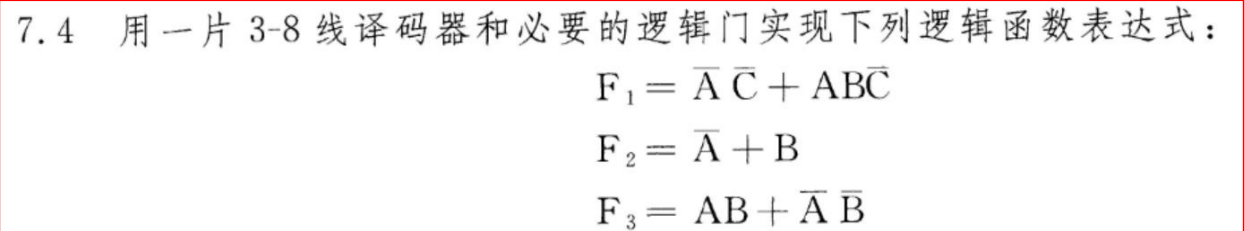 7.4 用一片 3-8 线译码器和必要的逻辑门实现下列逻辑函数表达式：
F₁ = A̅ C̅ + ABC̅
F₂ = A̅ + B
F₃ = AB + A̅ B̅